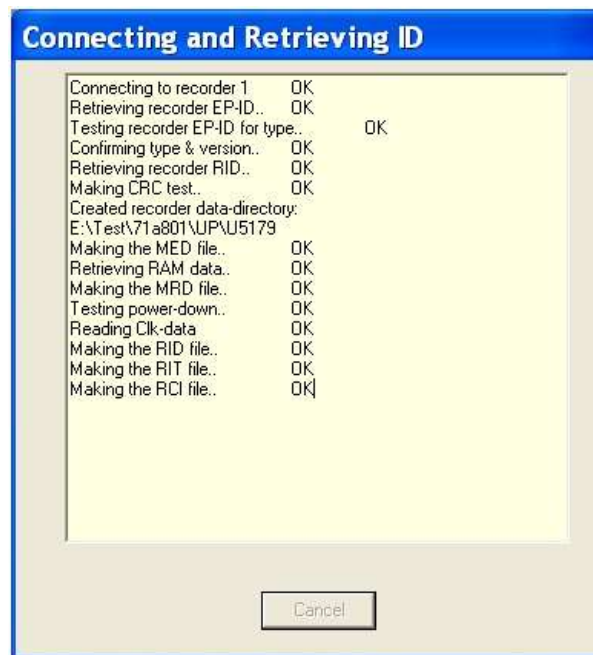 Connecting and Retrieving ID
Connecting to recorder 1 OK
Retrieving recorder EP-ID.. OK
Testing recorder EP-ID for type.. OK
Confirming type & version.. OK
Retrieving recorder RID.. OK
Making CRC test.. OK
Created recorder data-directory:
E:\Test\71a801\UP\U5179
Making the MED file.. OK
Retrieving RAM data.. OK
Making the MRD file.. OK
Testing power-down.. OK
Reading Clk-data OK
Making the RID file.. OK
Making the RIT file.. OK
Making the RCI file.. OK
Cancel